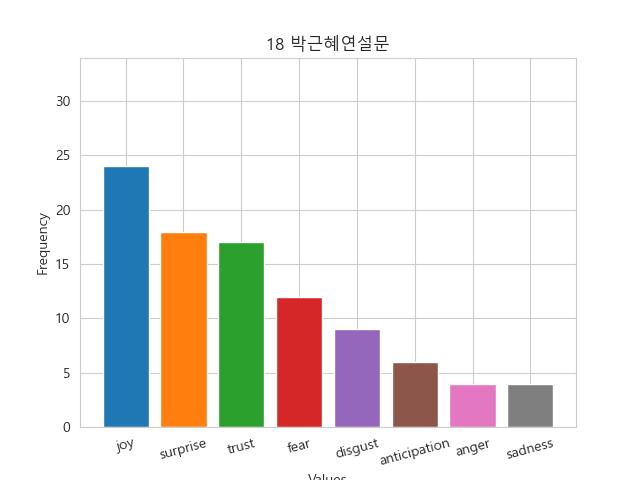 18 박근혜연설문
30
25
20
15
10
5
0
Frequency
joy surprise trust fear disgust anticipation anger sadness
Values